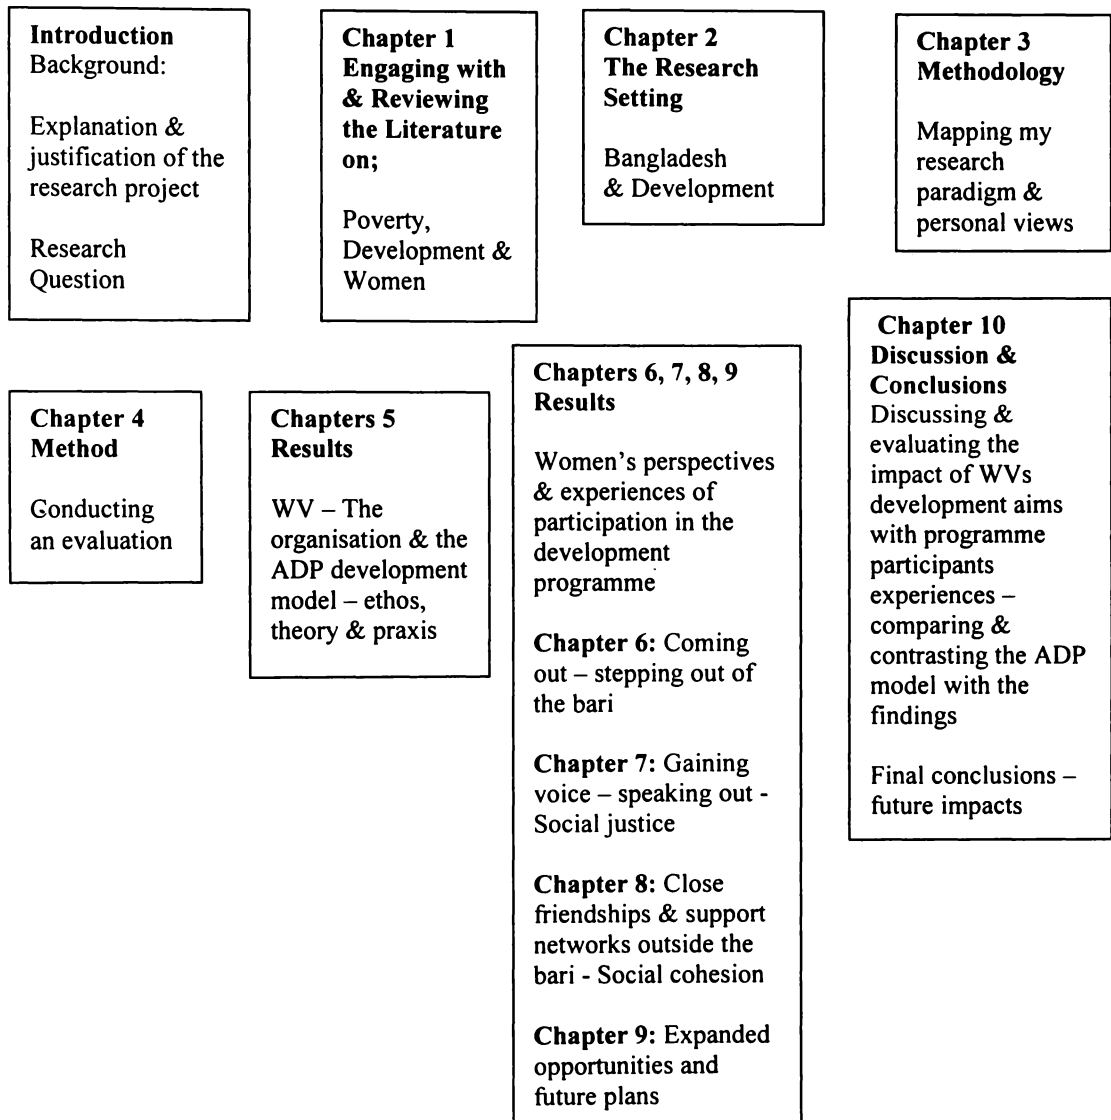 Introduction
Background:
Explanation &
justification of the
research project
Research
Question
Chapter 1
Engaging with
& Reviewing
the Literature
on;
Poverty,
Development &
Women
Chapter 2
The Research
Setting
Bangladesh
& Development
Chapter 3
Methodology
Mapping my
research
paradigm &
personal views
Chapter 4
Method
Gonducting
an evaluation
Chapters 5
Results
WV – The
organisation & the
ADP development
model – ethos,
theory & praxis
Chapters 6, 7, 8, 9
Results
Women's perspectives
& experiences of
participation in the
development
programme
Chapter 6: Coming
out – stepping out of
the bari
Chapter 7: Gaining
voice – speaking out -
Social justice
Chapter 8: Close
friendships & support
networks outside the
bari - Social cohesion
Chapter 9: Expanded
opportunities and
future plans
Chapter 10
Discussion &
Conclusions
Discussing &
evaluating the
impact of WVs
development aims
with programme
participants
experiences –
comparing &
contrasting the ADP
model with the
findings
Final conclusions –
future impacts